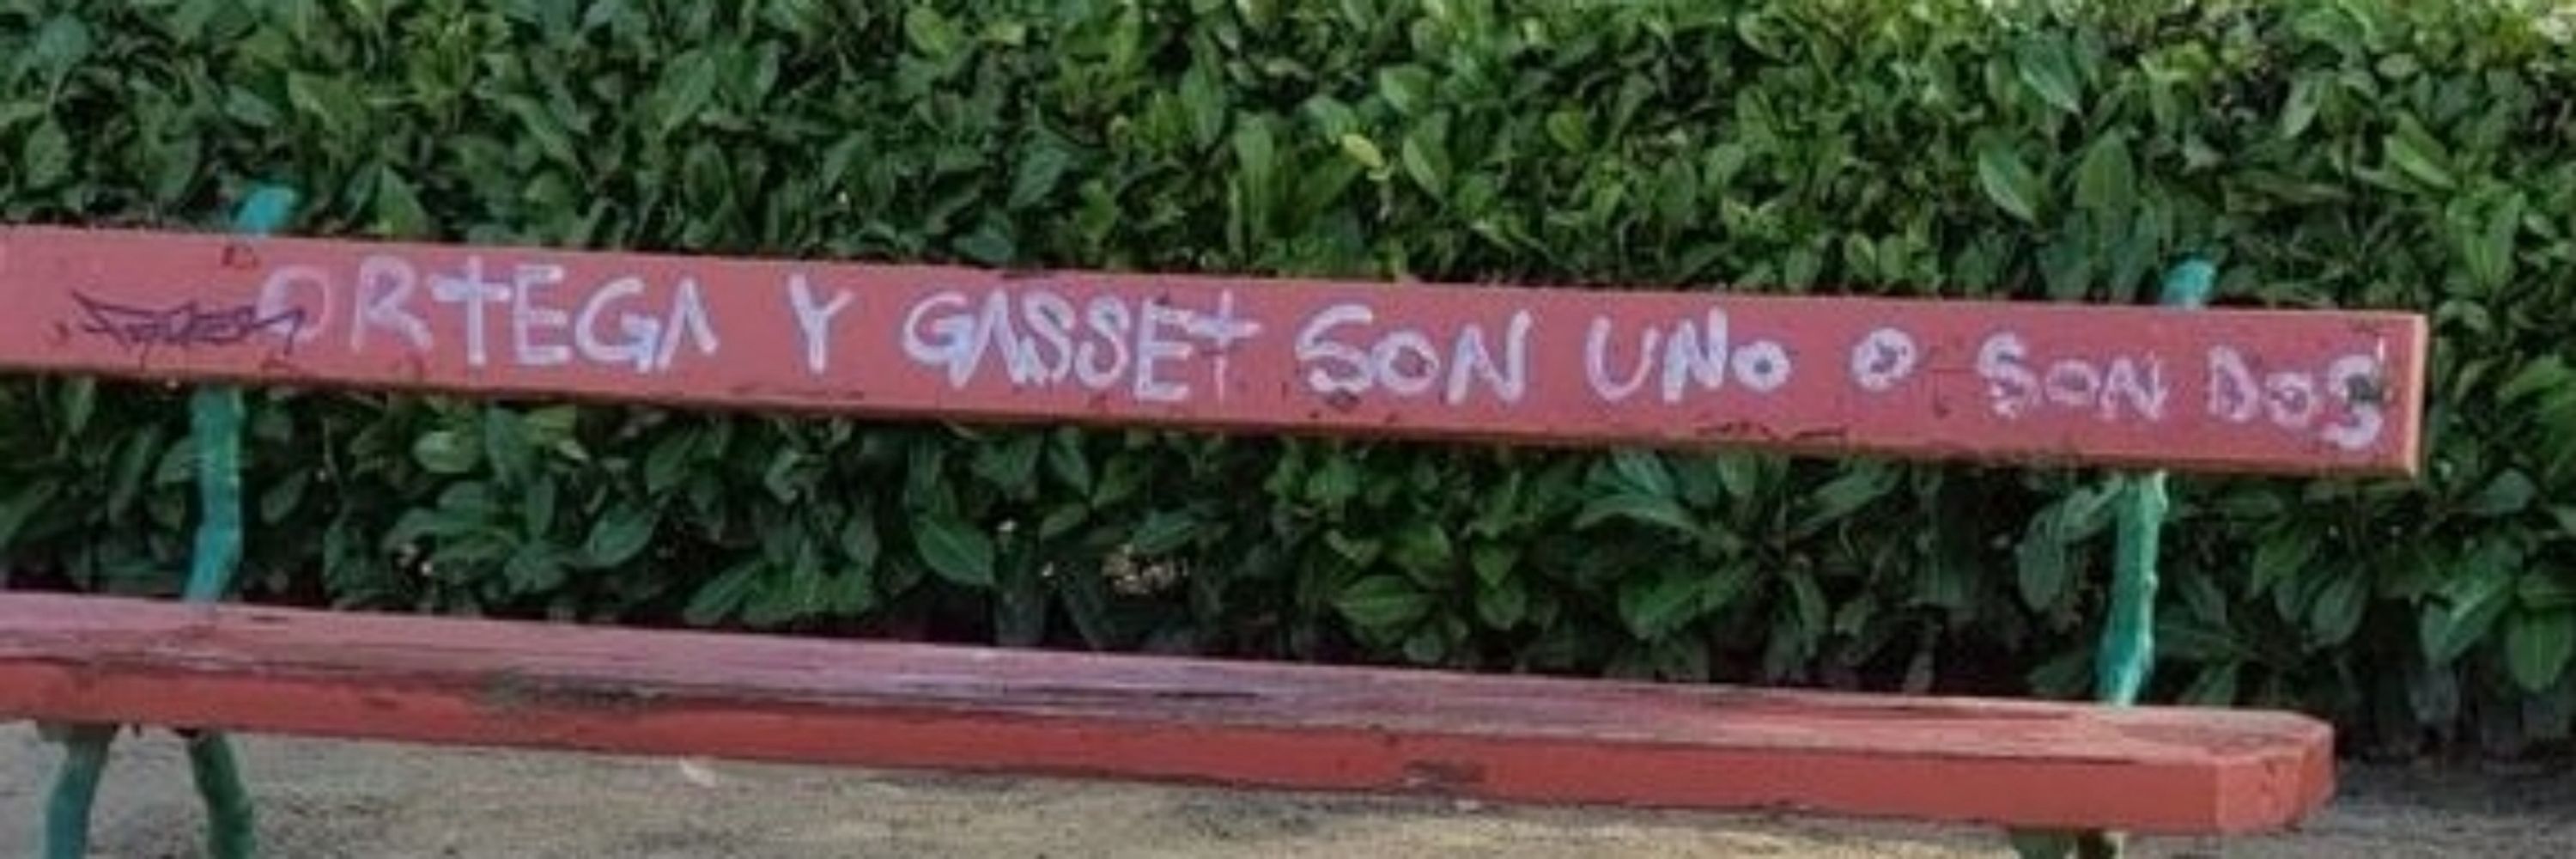 ORTEGA Y GASSEt SON UNO O SON DOS